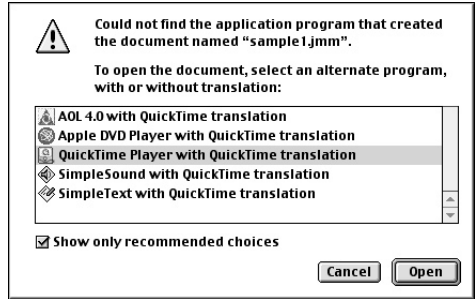 Could not find the application program that created
the document named “sample1.jmm”.
To open the document, select an alternate program,
with or without translation:
AOL 4.0 with QuickTime translation
Apple DVD Player with QuickTime translation
QuickTime Player with QuickTime translation
SimpleSound with QuickTime translation
SimpleText with QuickTime translation
Show only recommended choices
Cancel Open